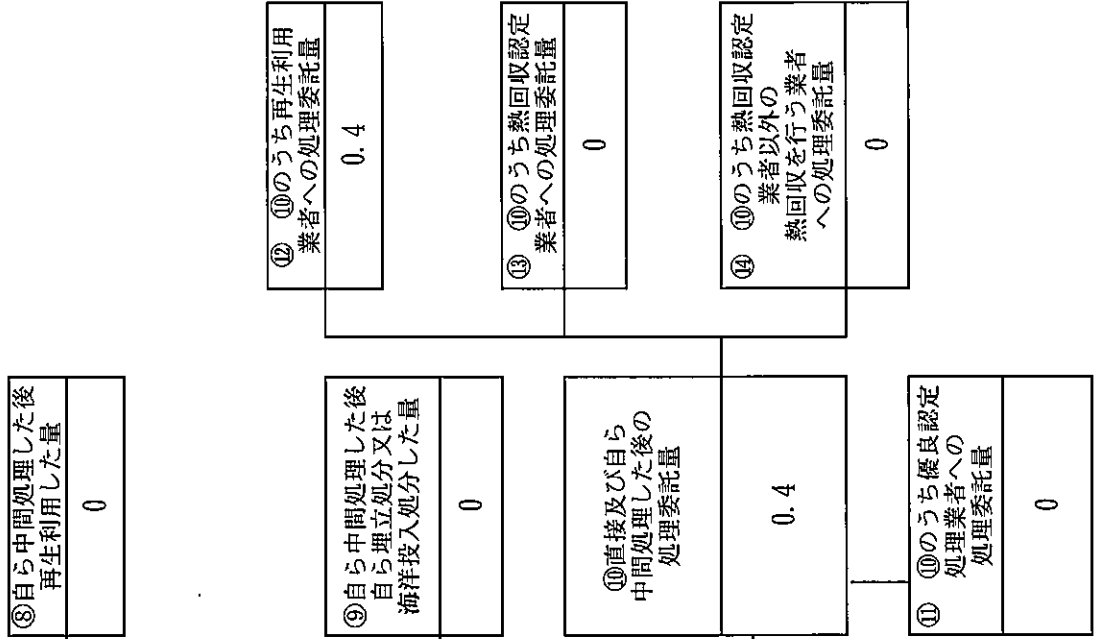 ⑧自ら中間処理した後
再生利用した量
0
⑨自ら中間処理した後
自ら埋立処分又は
海洋投入処分した量
0
⑩直接及び自ら
中間処理した後の
処理委託量
0.4
⑪ ⑩のうち優良認定
処理業者への
処理委託量
0
⑫ ⑩のうち再生利用
業者への処理委託量
0.4
⑬ ⑩のうち熱回収認定
業者への処理委託量
0
⑭ ⑩のうち熱回収認定
業者以外の
熱回収を行う業者
への処理委託量
0